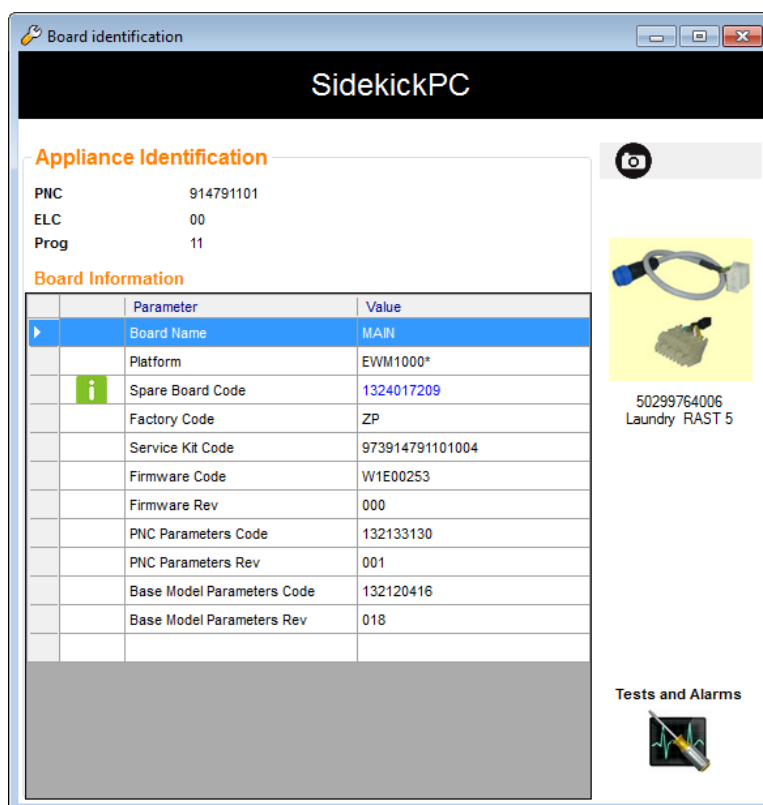 Board identification
SidekickPC
Appliance Identification
PNC 914791101
ELC 00
Prog 11
Board Information
Parameter Value
Board Name MAIN
Platform EWM1000*
Spare Board Code 1324017209
Factory Code ZP
Service Kit Code 973914791101004
Firmware Code W1E00253
Firmware Rev 000
PNC Parameters Code 132133130
PNC Parameters Rev 001
Base Model Parameters Code 132120416
Base Model Parameters Rev 018
50299764006
Laundry RAST 5
Tests and Alarms